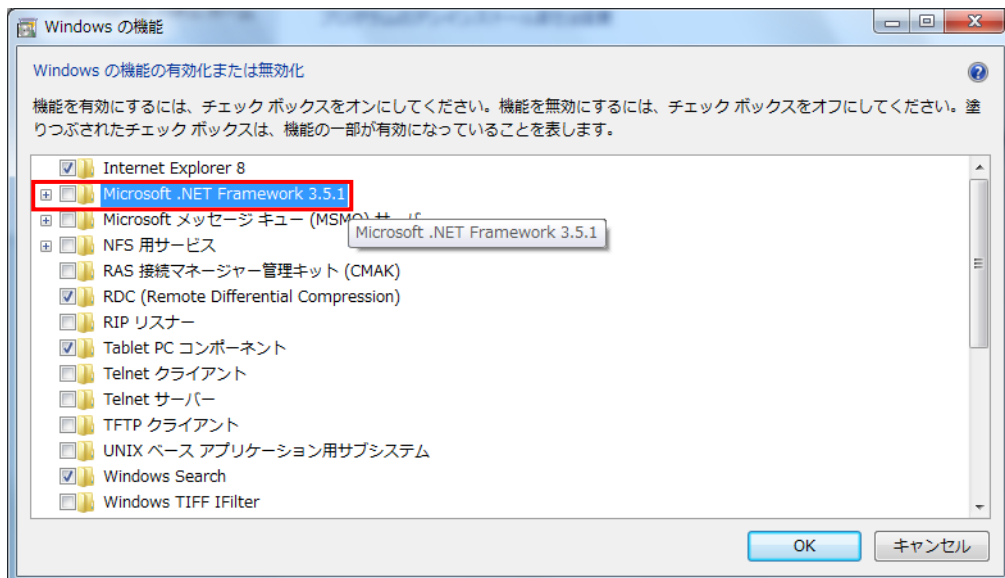 Windows の機能
Windows の機能の有効化または無効化
機能を有効にするには、チェック ボックスをオンにしてください。機能を無効にするには、チェック ボックスをオフにしてください。塗
りつぶされたチェック ボックスは、機能の一部が有効になっていることを表します。
Internet Explorer 8
Microsoft .NET Framework 3.5.1
Microsoft メッセージ キュー (MSMQ)
Microsoft .NET Framework 3.5.1
NFS 用サービス
RAS 接続マネージャー管理キット (CMAK)
RDC (Remote Differential Compression)
RIP リスナー
Tablet PC コンポーネント
Telnet クライアント
Telnet サーバー
TFTP クライアント
UNIX ベース アプリケーション用サブシステム
Windows Search
Windows TIFF IFilter
OK
キャンセル